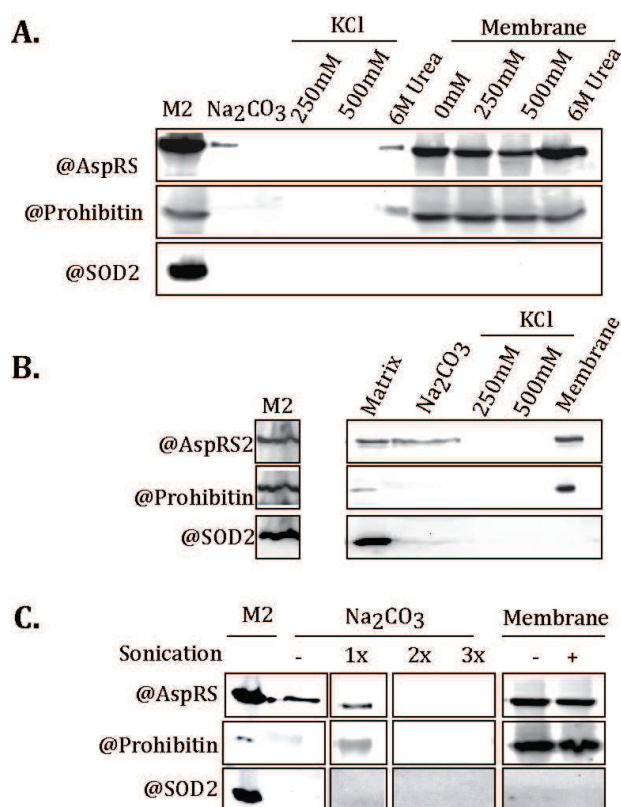 A.
KCl Membrane
M2 Na₂CO₃ 250mM 500mM 6M Urea 0mM 250mM 500mM 6M Urea
@AspRS
@Prohibitin
@SOD2
B.
KCl
M2 Matrix Na₂CO₃ 250mM 500mM Membrane
@AspRS2
@Prohibitin
@SOD2
C.
M2 Na₂CO₃ Membrane
Sonication - 1x 2x 3x - +
@AspRS
@Prohibitin
@SOD2